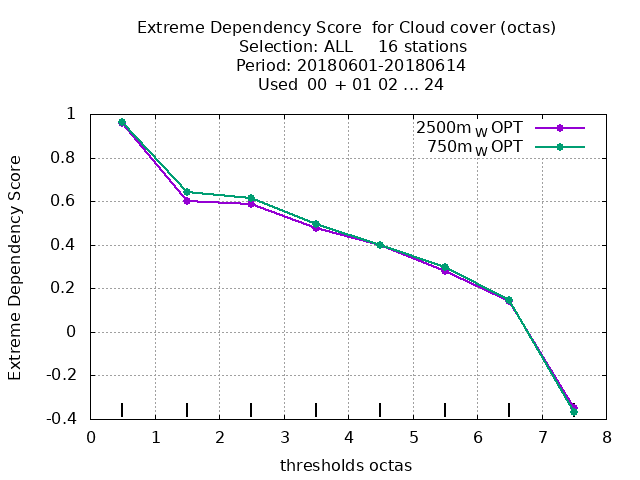 Extreme Dependency Score  for Cloud cover (octas)
Selection: ALL     16 stations
Period: 20180601-20180614
Used  00  + 01 02 ... 24
2500m W OPT
750m W OPT
Extreme Dependency Score
1
0.8
0.6
0.4
0.2
0
-0.2
-0.4
0 1 2 3 4 5 6 7 8
thresholds octas